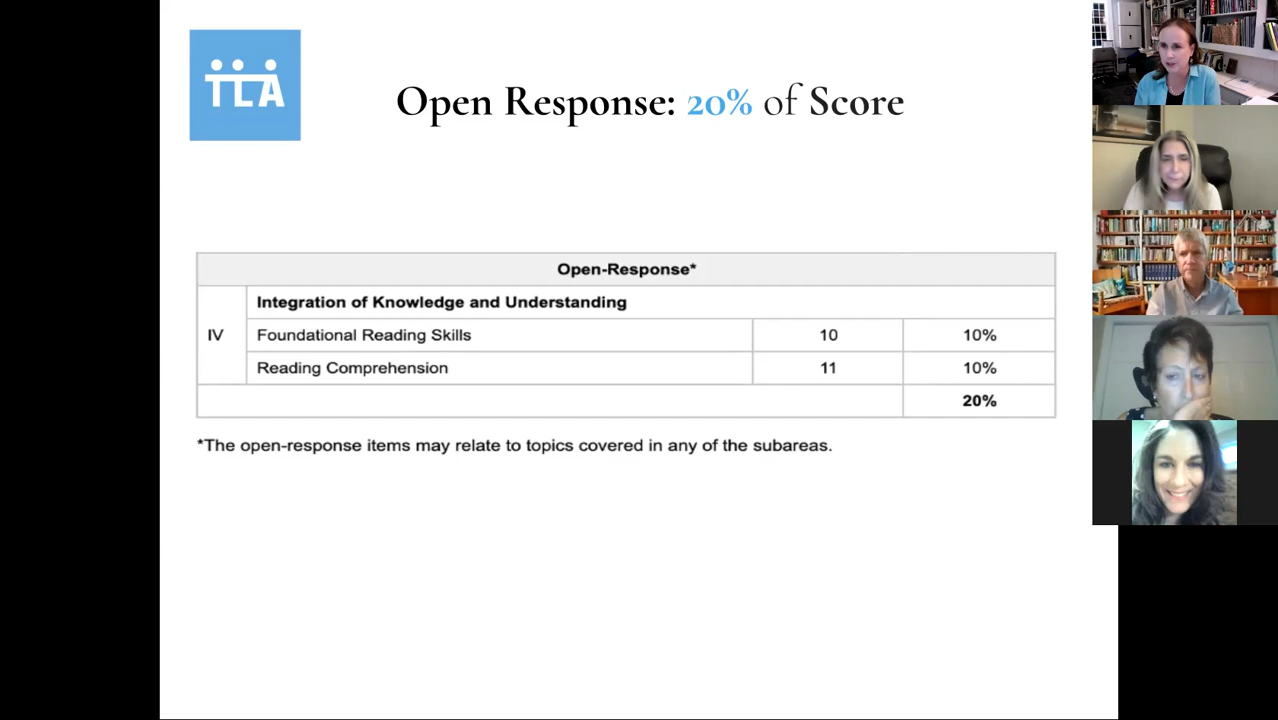 TLA
Open Response: 20% of Score
Open-Response*
Integration of Knowledge and Understanding
IV
Foundational Reading Skills 10 10%
Reading Comprehension 11 10%
20%
*The open-response items may relate to topics covered in any of the subareas.